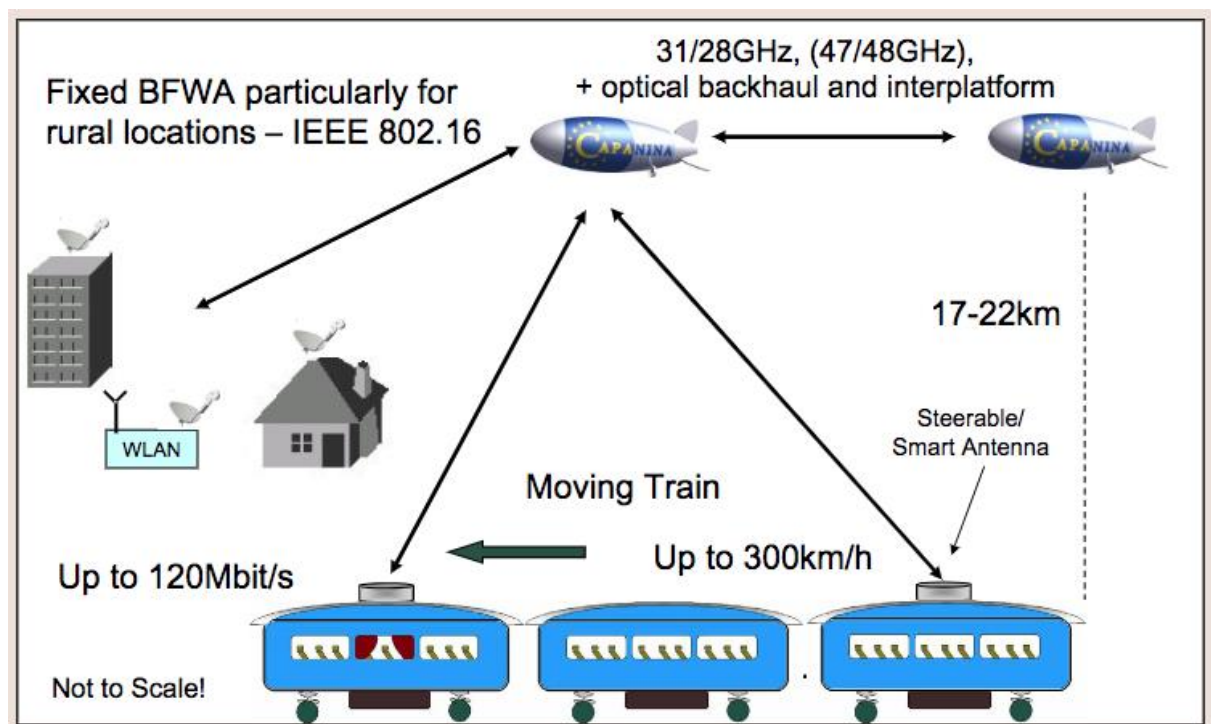 31/28GHz, (47/48GHz),
+ optical backhaul and interplatform
Fixed BFWA particularly for
rural locations – IEEE 802.16
CAPANINA
CAPANINA
17-22km
Steerable/
Smart Antenna
WLAN
Moving Train
Up to 300km/h
Up to 120Mbit/s
Not to Scale!